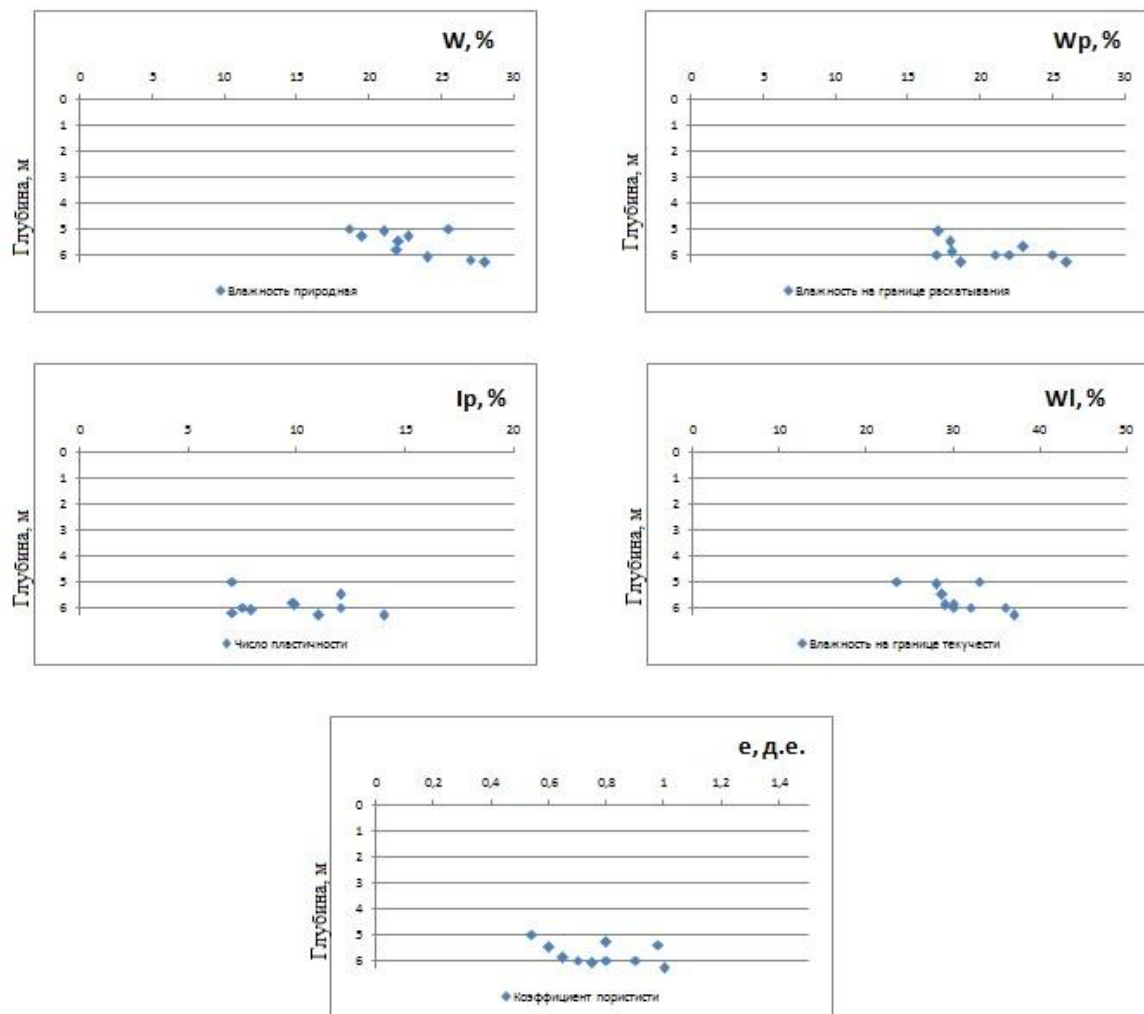 W, %
0 5 10 15 20 25 30
0
1
2
3
4
5
6
Глубина, м
Влажность природная
Wp, %
0 5 10 15 20 25 30
0
1
2
3
4
5
6
Глубина, м
Влажность на границе раскатывания
Ip, %
0 5 10 15 20
0
1
2
3
4
5
6
Глубина, м
Число пластичности
Wl, %
0 10 20 30 40 50
0
1
2
3
4
5
6
Глубина, м
Влажность на границе текучести
е, д.е.
0 0,2 0,4 0,6 0,8 1 1,2 1,4
0
1
2
3
4
5
6
Глубина, м
Коэффициент пористисти